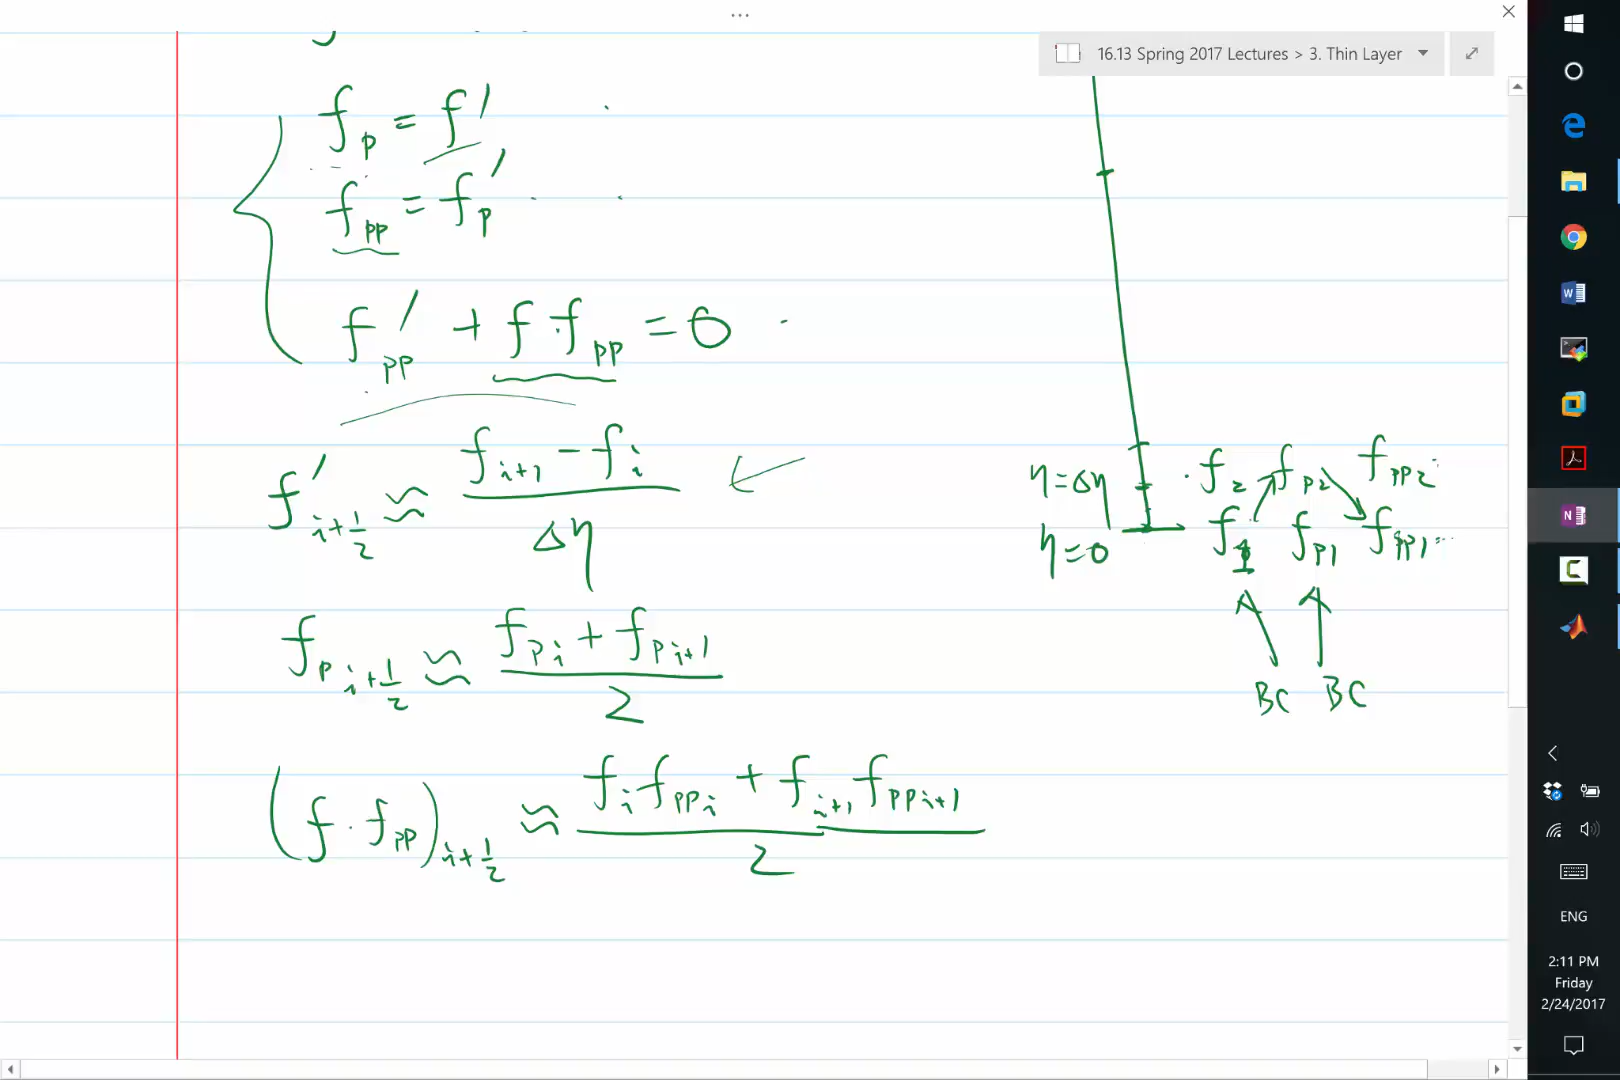 16.13 Spring 2017 Lectures > 3. Thin Layer
f_p = f'
f_pp = f_p'
f_pp' + f·f_pp = 0
f'_{i+1/2} ≈ (f_{i+1} - f_i) / Δη
f_{p i+1/2} ≈ (f_{p i} + f_{p i+1}) / 2
(f·f_pp)_{i+1/2} ≈ (f_i f_{pp i} + f_{i+1} f_{pp i+1}) / 2
η=Δη f_2 f_p2 f_pp2
η=0 f_1 f_p1 f_pp1
BC BC
ENG
2:11 PM
Friday
2/24/2017